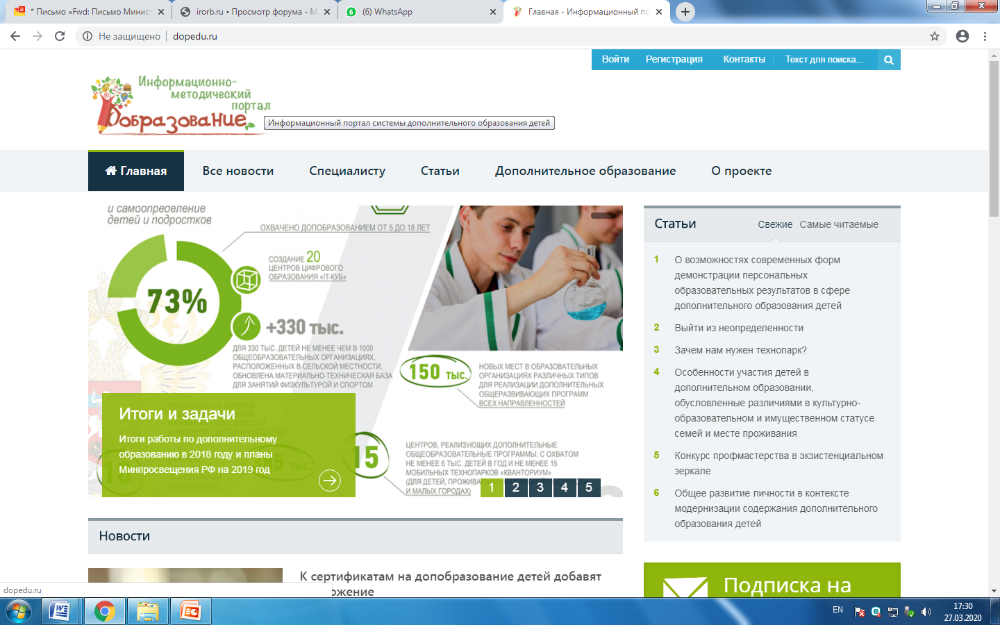 * Письмо «Fwd: Письмо Минист
irorb.ru • Просмотр форума - М
(6) WhatsApp
Главная - Информационный по
Не защищено
dopedu.ru
Войти
Регистрация
Контакты
Текст для поиска...
Информационно-
методический
портал
Dобразование
Информационный портал системы дополнительного образования детей
Главная
Все новости
Специалисту
Статьи
Дополнительное образование
О проекте
и самоопределение
детей и подростков
ОХВАЧЕНО ДОПОБРАЗОВАНИЕМ ОТ 5 ДО 18 ЛЕТ
73%
СОЗДАНИЕ 20
ЦЕНТРОВ ЦИФРОВОГО
ОБРАЗОВАНИЯ «IT-КУБ»
+330 тыс.
ДЛЯ 330 ТЫС. ДЕТЕЙ НЕ МЕНЕЕ ЧЕМ В 1000
ОБЩЕОБРАЗОВАТЕЛЬНЫХ ОРГАНИЗАЦИЯХ,
РАСПОЛОЖЕННЫХ В СЕЛЬСКОЙ МЕСТНОСТИ,
ОБНОВЛЕНА МАТЕРИАЛЬНО-ТЕХНИЧЕСКАЯ БАЗА
ДЛЯ ЗАНЯТИЙ ФИЗКУЛЬТУРОЙ И СПОРТОМ
150 тыс.
НОВЫХ МЕСТ В ОБРАЗОВАТЕЛЬНЫХ
ОРГАНИЗАЦИЯХ РАЗЛИЧНЫХ ТИПОВ
ДЛЯ РЕАЛИЗАЦИИ ДОПОЛНИТЕЛЬНЫХ
ОБЩЕРАЗВИВАЮЩИХ ПРОГРАММ
ВСЕХ НАПРАВЛЕННОСТЕЙ
15
ЦЕНТРОВ, РЕАЛИЗУЮЩИХ ДОПОЛНИТЕЛЬНЫЕ
ОБЩЕОБРАЗОВАТЕЛЬНЫЕ ПРОГРАММЫ, С ОХВАТОМ
НЕ МЕНЕЕ 6 ТЫС. ДЕТЕЙ В ГОД И НЕ МЕНЕЕ 15
МОБИЛЬНЫХ ТЕХНОПАРКОВ «КВАНТОРИУМ»
(ДЛЯ ДЕТЕЙ, ПРОЖИВА
И МАЛЫХ ГОРОДАХ)
Итоги и задачи
Итоги работы по дополнительному
образованию в 2018 году и планы
Минпросвещения РФ на 2019 год
1 2 3 4 5
Статьи
Свежие
Самые читаемые
1 О возможностях современных форм
демонстрации персональных
образовательных результатов в сфере
дополнительного образования детей
2 Выйти из неопределенности
3 Зачем нам нужен технопарк?
4 Особенности участия детей в
дополнительном образовании,
обусловленные различиями в культурно-
образовательном и имущественном статусе
семей и месте проживания
5 Конкурс профмастерства в экзистенциальном
зеркале
6 Общее развитие личности в контексте
модернизации содержания дополнительного
образования детей
Новости
К сертификатам на допобразование детей добавят
ожение
Подписка на
dopedu.ru
EN
17:30
27.03.2020